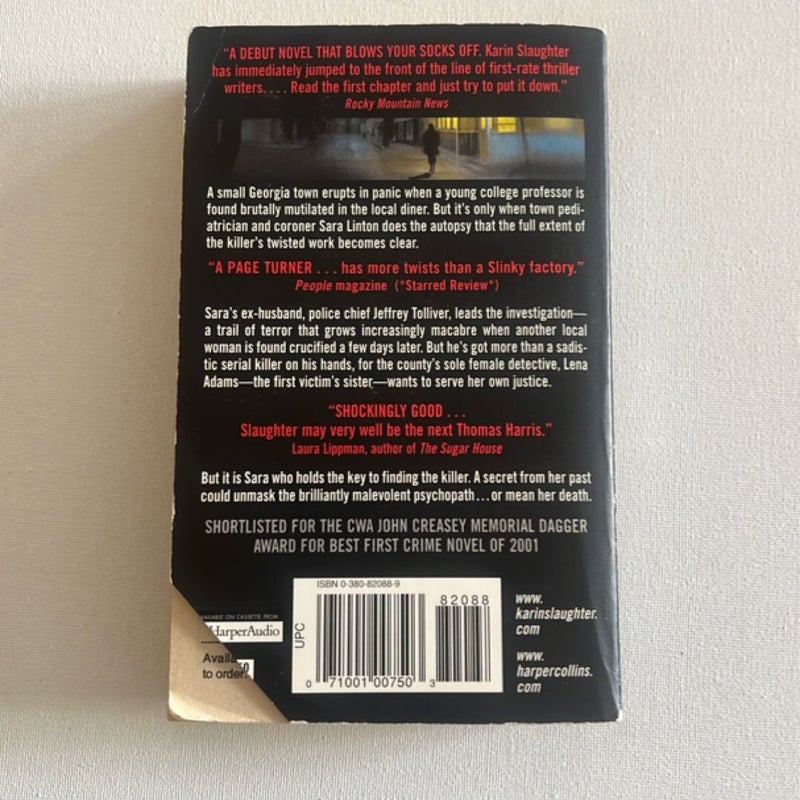 “A DEBUT NOVEL THAT BLOWS YOUR SOCKS OFF. Karin Slaughter
has immediately jumped to the front of the line of first-rate thriller
writers. . . . Read the first chapter and just try to put it down.”
Rocky Mountain News
A small Georgia town erupts in panic when a young college professor is
found brutally mutilated in the local diner. But it’s only when town pedi-
atrician and coroner Sara Linton does the autopsy that the full extent of
the killer’s twisted work becomes clear.
“A PAGE TURNER . . . has more twists than a Slinky factory.”
People magazine (*Starred Review*)
Sara’s ex-husband, police chief Jeffrey Tolliver, leads the investigation—
a trail of terror that grows increasingly macabre when another local
woman is found crucified a few days later. But he’s got more than a sadis-
tic serial killer on his hands, for the county’s sole female detective, Lena
Adams—the first victim’s sister—wants to serve her own justice.
“SHOCKINGLY GOOD . . .
Slaughter may very well be the next Thomas Harris.”
Laura Lippman, author of The Sugar House
But it is Sara who holds the key to finding the killer. A secret from her past
could unmask the brilliantly malevolent psychopath...or mean her death.
SHORTLISTED FOR THE CWA JOHN CREASEY MEMORIAL DAGGER
AWARD FOR BEST FIRST CRIME NOVEL OF 2001
ISBN 0-380-82088-9
82088
UPC
0 71001 00750 3
ON CASSETTE FROM
HarperAudio
to order
www.
karinslaughter.
com
www.
harpercollins.
com